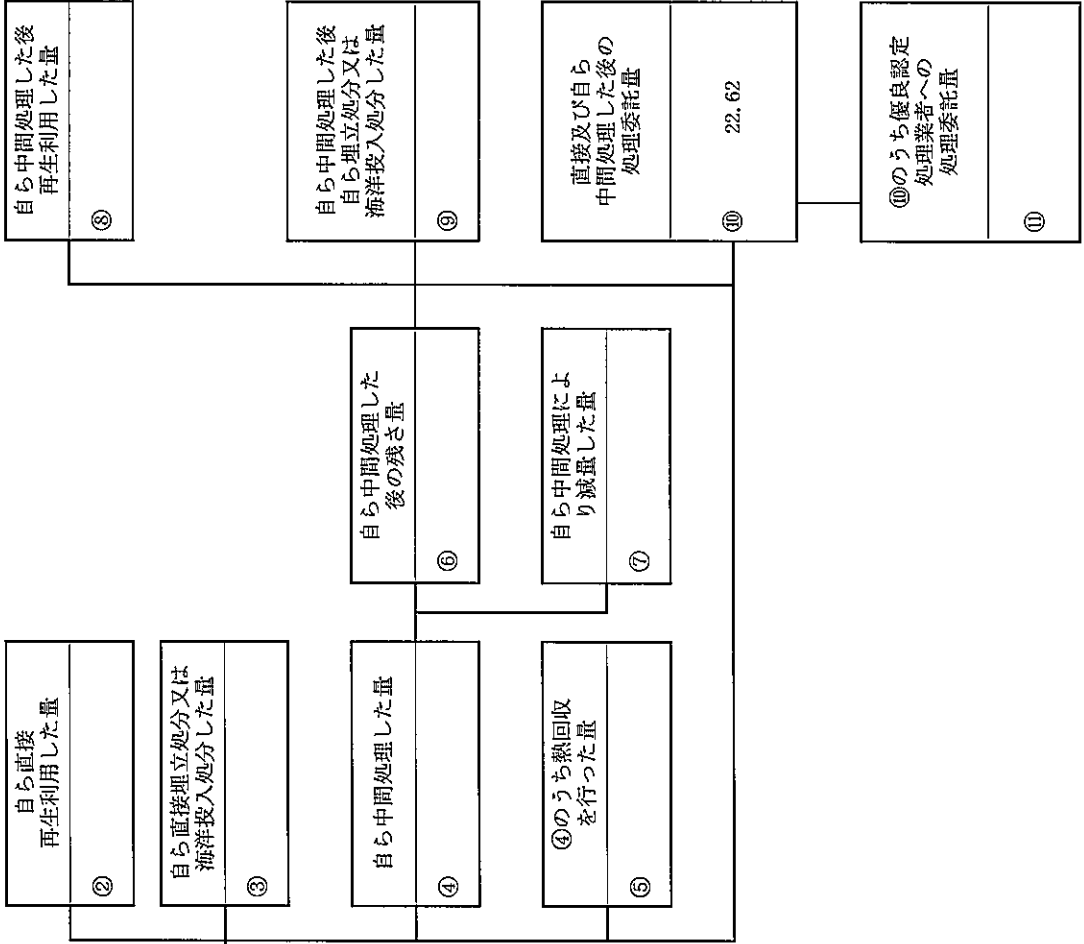 自ら直接
再生利用した量
②
自ら直接埋立処分又は
海洋投入処分した量
③
自ら中間処理した量
④
④のうち熱回収
を行った量
⑤
自ら中間処理した
後の残さ量
⑥
自ら中間処理によ
り減量した量
⑦
自ら中間処理した後
再生利用した量
⑧
自ら中間処理した後
自ら埋立処分又は
海洋投入処分した量
⑨
直接及び自ら
中間処理した後の
処理委託量
⑩
22.62
⑩のうち優良認定
処理業者への
処理委託量
⑪